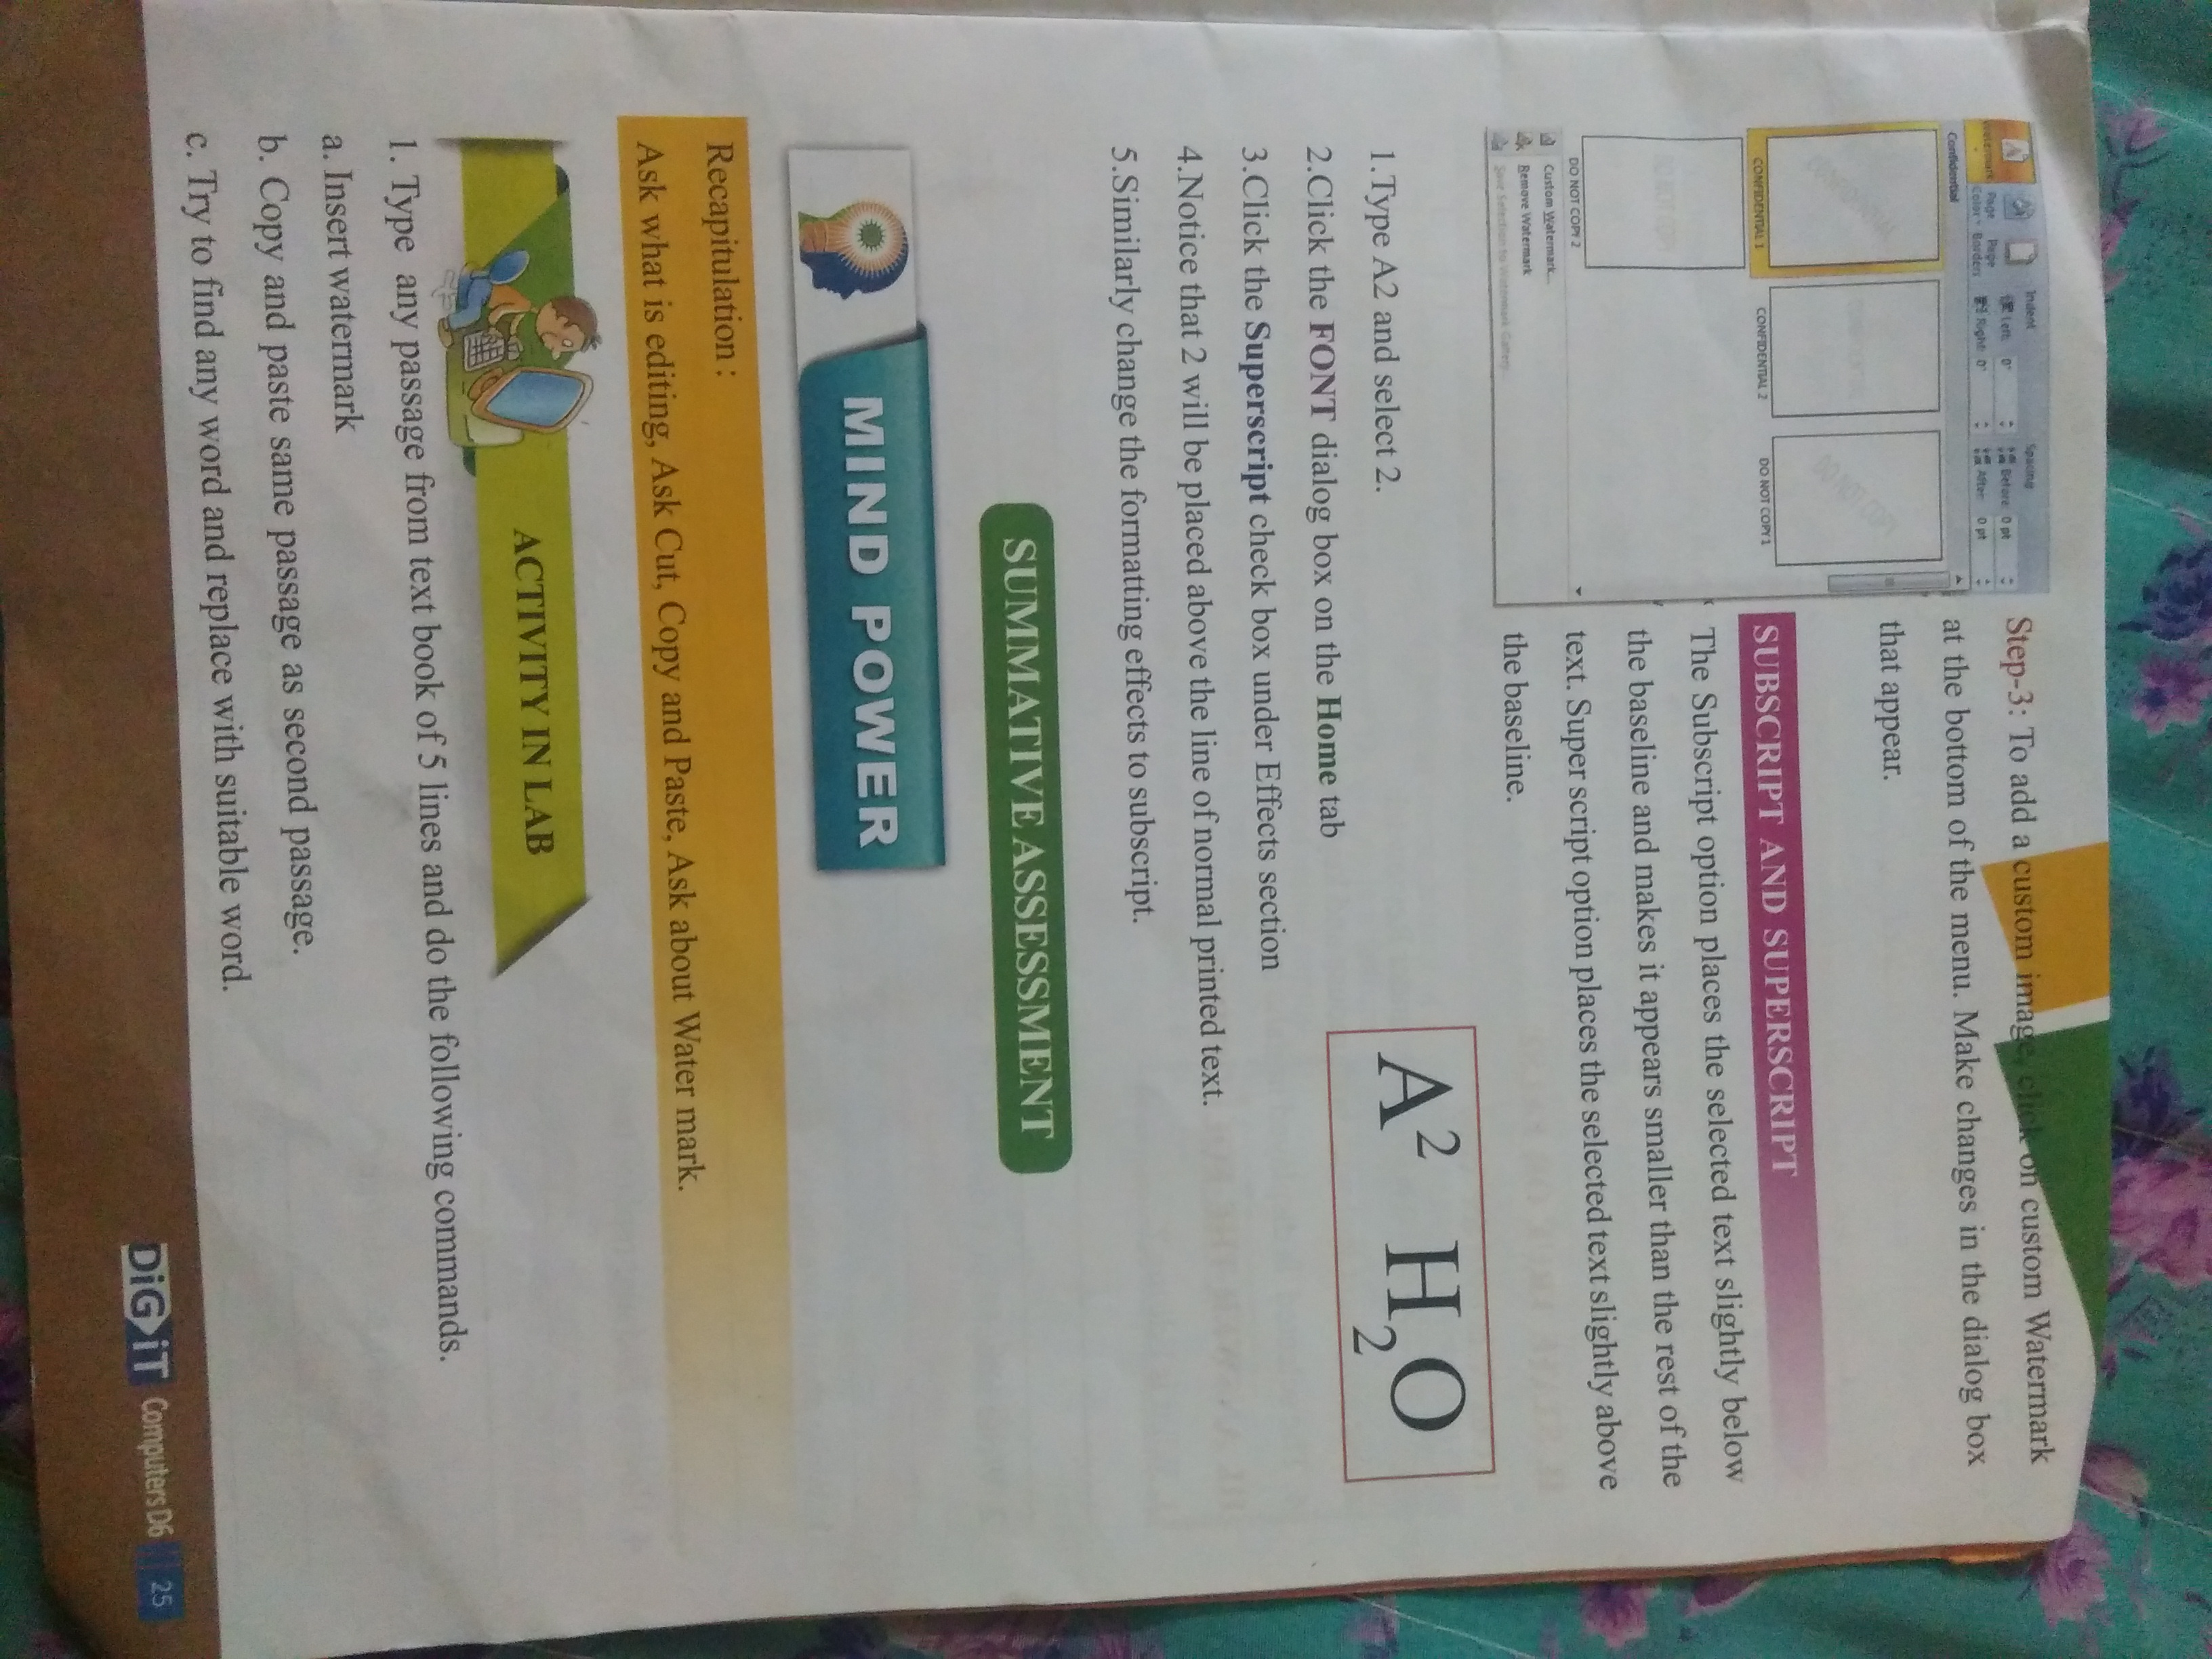 Watermark Page Color Page Borders
Indent
Left: 0"
Right: 0"
Spacing
Before: 0 pt
After: 0 pt
Confidential
CONFIDENTIAL 1
CONFIDENTIAL 2
DO NOT COPY
DO NOT COPY 1
DO NOT COPY
DO NOT COPY 2
Custom Watermark...
Remove Watermark
Save Selection to Watermark Gallery...
Step-3: To add a custom image, click on custom Watermark
at the bottom of the menu. Make changes in the dialog box
that appear.
SUBSCRIPT AND SUPERSCRIPT
The Subscript option places the selected text slightly below
the baseline and makes it appears smaller than the rest of the
text. Super script option places the selected text slightly above
the baseline.
1.Type A2 and select 2.
2.Click the FONT dialog box on the Home tab
3.Click the Superscript check box under Effects section
4.Notice that 2 will be placed above the line of normal printed text.
5.Similarly change the formatting effects to subscript.
A² H₂O
SUMMATIVE ASSESSMENT
MIND POWER
Recapitulation :
Ask what is editing, Ask Cut, Copy and Paste, Ask about Water mark.
ACTIVITY IN LAB
1. Type any passage from text book of 5 lines and do the following commands.
a. Insert watermark
b. Copy and paste same passage as second passage.
c. Try to find any word and replace with suitable word.
DiGiT Computers D6 25